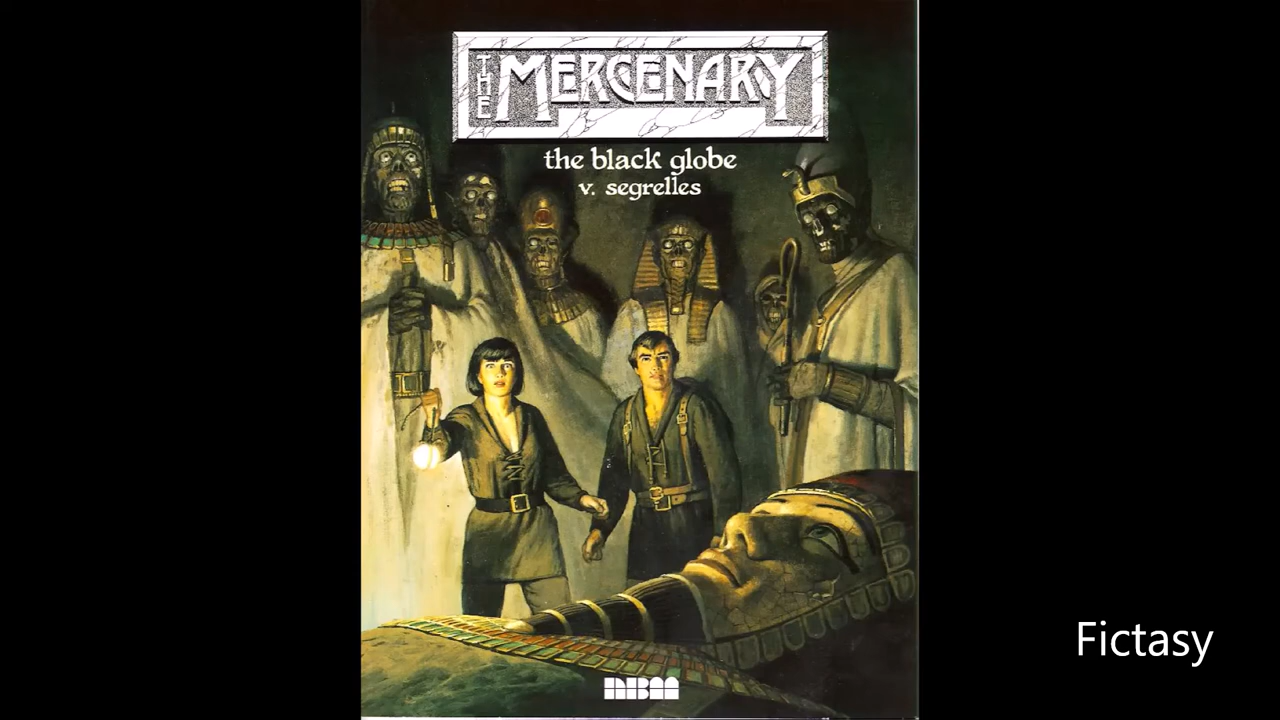 THE MERCENARY
the black globe
v. segrelles
NBM
Fictasy